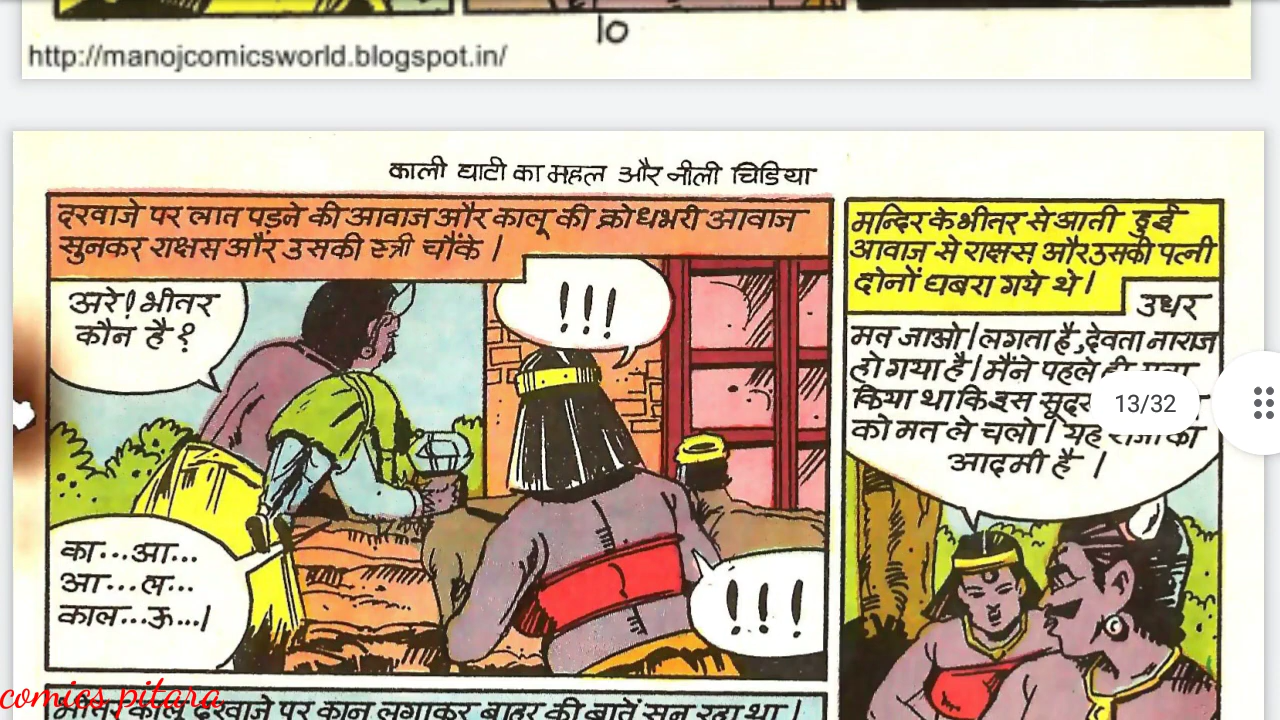 10
http://manojcomicsworld.blogspot.in/
काली घाटी का महल और नीली चिडिया
दरवाजे पर लात पड़ने की आवाज और कालू की क्रोधभरी आवाज
सुनकर राक्षस और उसकी स्त्री चौंके ।
अरे! भीतर
कौन है ?
!!!
का...आ...
आ...ल...
काल...ऊ...।
!!!
मन्दिर के भीतर से आती हुई
आवाज से राक्षस और उसकी पत्नी
दोनों घबरा गये थे ।
उधर
मत जाओ । लगता है, देवता नाराज
हो गया है । मैंने पहले ही
किया था कि इस
को मत ले चलो । यह राजा का
आदमी है ।
13/32
भीतर कालू दरवाजे पर कान लगाकर बाहर की बातें सुन रहा था ।
comics pitara